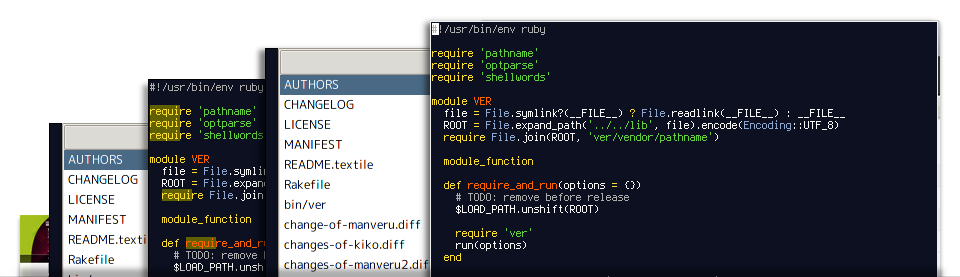 AUTHORS
CHANGELOG
LICENSE
MANIFEST
README.texti
Rakefile
#!/usr/bin/env ruby
require 'pathname'
require 'optparse'
require 'shellwords
module VER
file = File.symlin
ROOT = File.expan
require File.join
module_function
def require_and_ru
# TODO: remove b
$LOAD_PATH.unsh
AUTHORS
CHANGELOG
LICENSE
MANIFEST
README.textile
Rakefile
bin/ver
change-of-manveru.diff
changes-of-kiko.diff
changes-of-manveru2.diff
#!/usr/bin/env ruby
require 'pathname'
require 'optparse'
require 'shellwords'
module VER
file = File.symlink?(__FILE__) ? File.readlink(__FILE__) : __FILE__
ROOT = File.expand_path('../../lib', file).encode(Encoding::UTF_8)
require File.join(ROOT, 'ver/vendor/pathname')
module_function
def require_and_run(options = {})
# TODO: remove before release
$LOAD_PATH.unshift(ROOT)
require 'ver'
run(options)
end